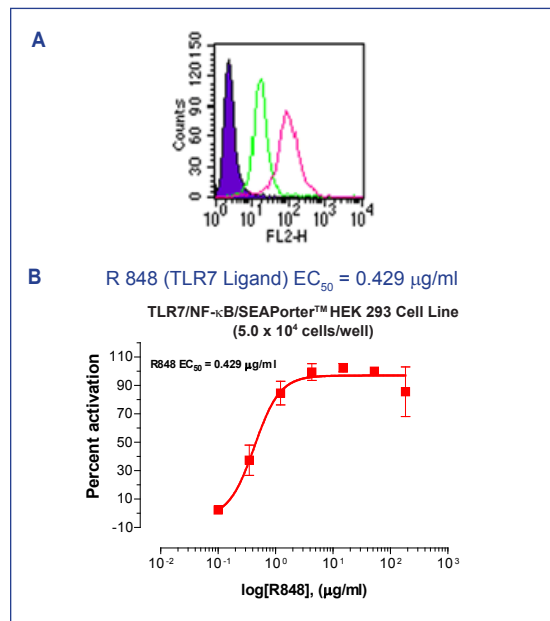 A
150
120
90
60
30
0
Counts
10⁰ 10¹ 10² 10³ 10⁴
FL2-H
B
R 848 (TLR7 Ligand) EC₅₀ = 0.429 µg/ml
TLR7/NF-κB/SEAPorter™ HEK 293 Cell Line
(5.0 x 10⁴ cells/well)
R848 EC₅₀ = 0.429 µg/ml
110
90
70
50
30
10
-10
Percent activation
10⁻² 10⁻¹ 10⁰ 10¹ 10² 10³
log[R848], (µg/ml)